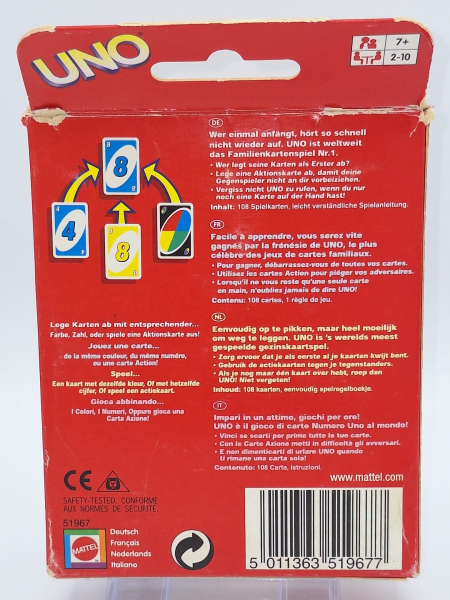 UNO
7+
2-10
8
4
8
DE
Wer einmal anfängt, hört so schnell
nicht wieder auf. UNO ist weltweit
das Familienkartenspiel Nr.1.
• Wer legt seine Karten als Erster ab?
• Lege eine Aktionskarte ab, damit deine
Gegenspieler nicht an dir vorbeiziehen.
• Vergiss nicht UNO zu rufen, wenn du nur
noch eine Karte auf der Hand hast!
Inhalt: 108 Spielkarten, leicht verständliche Spielanleitung.
FR
Facile à apprendre, vous serez vite
gagnés par la frénésie de UNO, le plus
célèbre des jeux de cartes familiaux.
• Pour gagner, débarrassez-vous de toutes vos cartes.
• Utilisez les cartes Action pour piéger vos adversaires.
• Lorsqu'il ne vous reste qu'une seule carte
en main, n'oubliez jamais de dire UNO!
Contenu: 108 cartes, 1 règle de jeu.
NL
Eenvoudig op te pikken, maar heel moeilijk
om weg te leggen. UNO is 's werelds meest
gespeelde gezinskaartspel.
• Zorg ervoor dat je als eerste al je kaarten kwijt bent.
• Gebruik de actiekaarten tegen je tegenstanders.
• Als je nog maar één kaart over hebt, roep dan
UNO! Niet vergeten!
Inhoud: 108 kaarten, eenvoudig spelregelboekje.
IT
Impari in un attimo, giochi per ore!
UNO è il gioco di carte Numero Uno al mondo!
• Vinci se scarti per primo tutte le tue carte.
• Con le Carte Azione metti in difficoltà gli avversari.
• E non dimenticarti di urlare UNO quando
ti rimane una carta sola!
Contenuto: 108 Carte, istruzioni.
Lege Karten ab mit entsprechender...
Farbe, Zahl, oder spiele eine Aktionskarte aus!
Jouez une carte...
de la même couleur, du même numéro,
ou une carte Action!
Speel...
Een kaart met dezelfde kleur, Of met hetzelfde
cijfer, Of speel een actiekaart.
Gioca abbinando...
I Colori, I Numeri, Oppure gioca una
Carta Azione!
CE
SAFETY-TESTED. CONFORME
AUX NORMES DE SÉCURITÉ.
51967
MATTEL
Deutsch
Français
Nederlands
Italiano
www.mattel.com
5 011363 519677